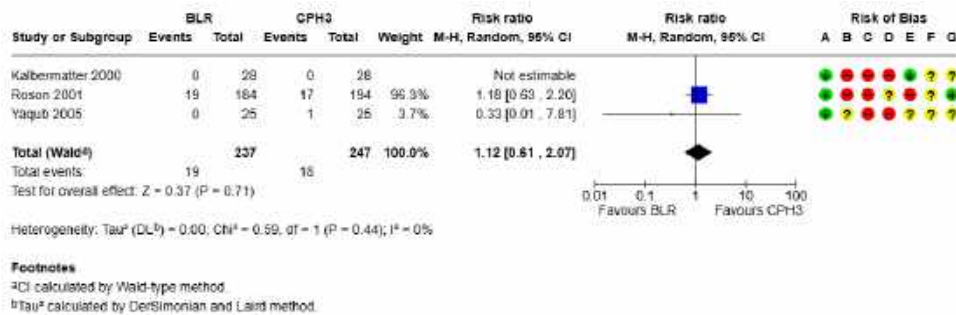 BLR CPH3 Risk ratio Risk ratio Risk of Bias
Study or Subgroup Events Total Events Total Weight M-H, Random, 95% CI M-H, Random, 95% CI A B C D E F G
Kalbermatter 2000 0 28 0 28 Not estimable + − − − + ? ?
Roson 2001 19 184 17 194 96.3% 1.18 [0.63 , 2.20] + − − ? − ? +
Yaqub 2005 0 25 1 25 3.7% 0.33 [0.01 , 7.81] + ? − − ? ? ?
Total (Waldᵃ) 237 247 100.0% 1.12 [0.61 , 2.07]
Total events: 19 18
Test for overall effect: Z = 0.37 (P = 0.71)
0.01 0.1 1 10 100
Favours BLR Favours CPH3
Heterogeneity: Tau² (DLᵇ) = 0.00; Chi² = 0.59, df = 1 (P = 0.44); I² = 0%
Footnotes
ᵃCI calculated by Wald-type method.
ᵇTau² calculated by DerSimonian and Laird method.